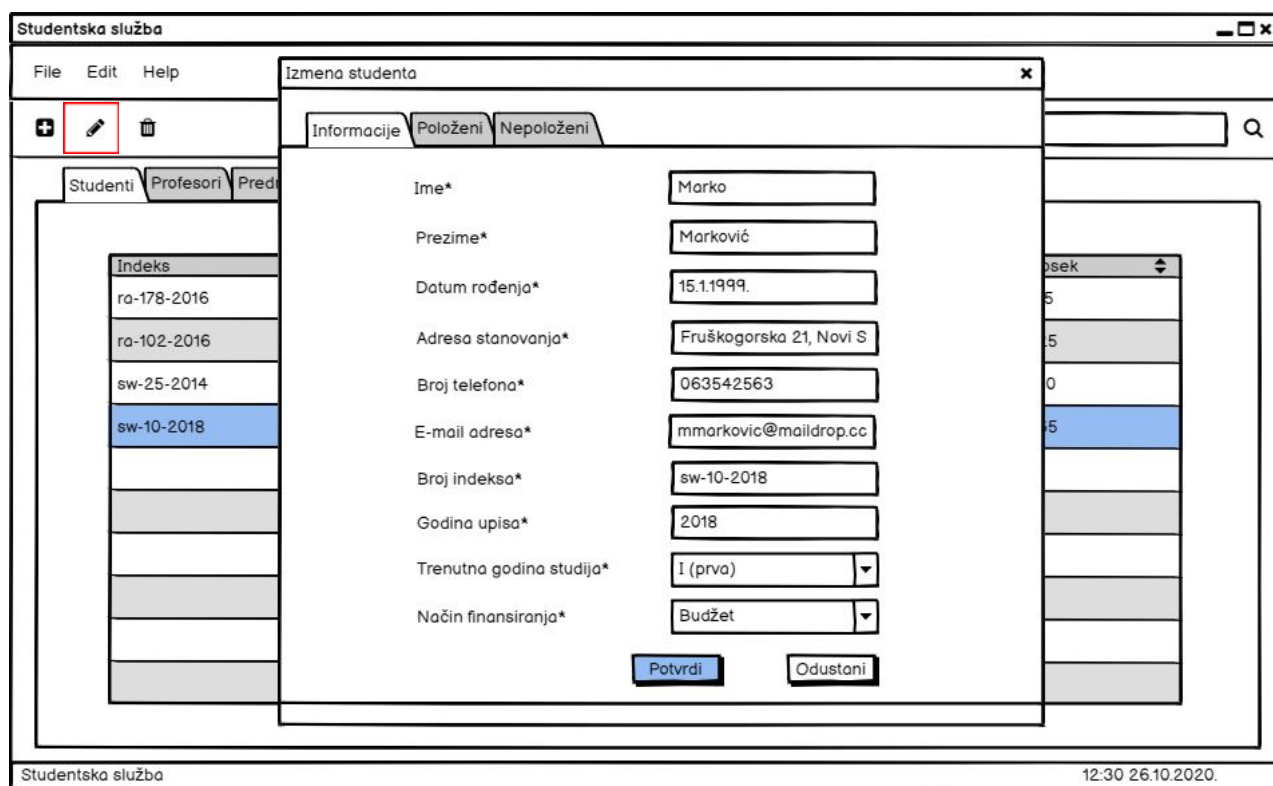 Studentska služba
File Edit Help
Izmena studenta
Informacije Položeni Nepoloženi
Studenti Profesori
Ime* Marko
Prezime* Marković
Datum rođenja* 15.1.1999.
Adresa stanovanja* Fruškogorska 21, Novi S
Broj telefona* 063542563
E-mail adresa* mmarkovic@maildrop.cc
Broj indeksa* sw-10-2018
Godina upisa* 2018
Trenutna godina studija* I (prva)
Način finansiranja* Budžet
Potvrdi Odustani
Indeks
ra-178-2016
ra-102-2016
sw-25-2014
sw-10-2018
Studentska služba 12:30 26.10.2020.